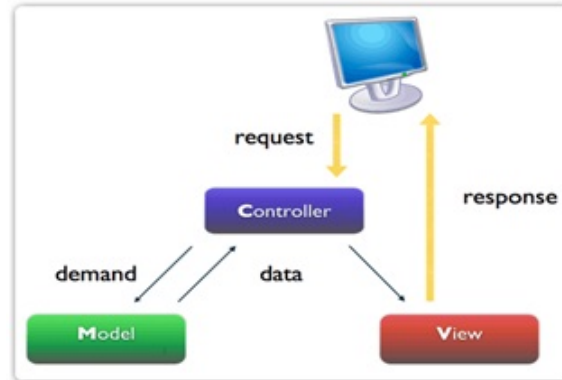 request
Controller
response
demand
data
Model
View